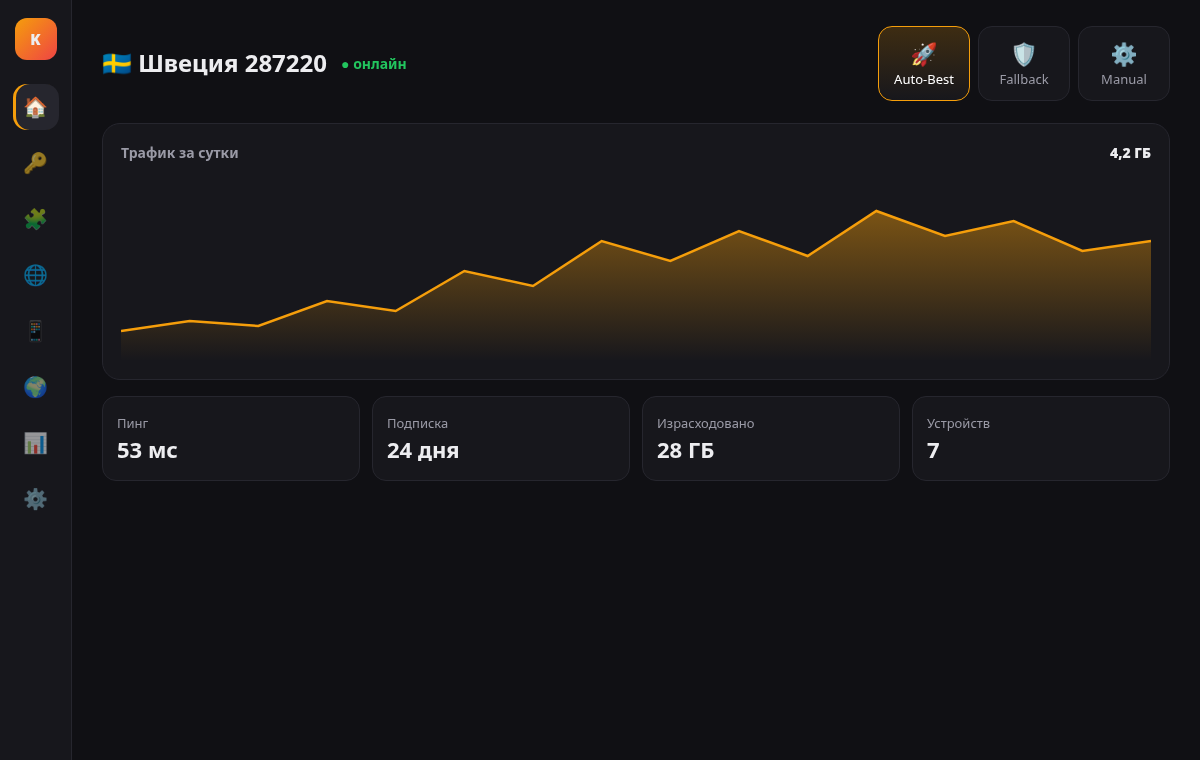 K
Швеция 287220
● онлайн
Auto-Best
Fallback
Manual
Трафик за сутки
4,2 ГБ
Пинг
53 мс
Подписка
24 дня
Израсходовано
28 ГБ
Устройств
7